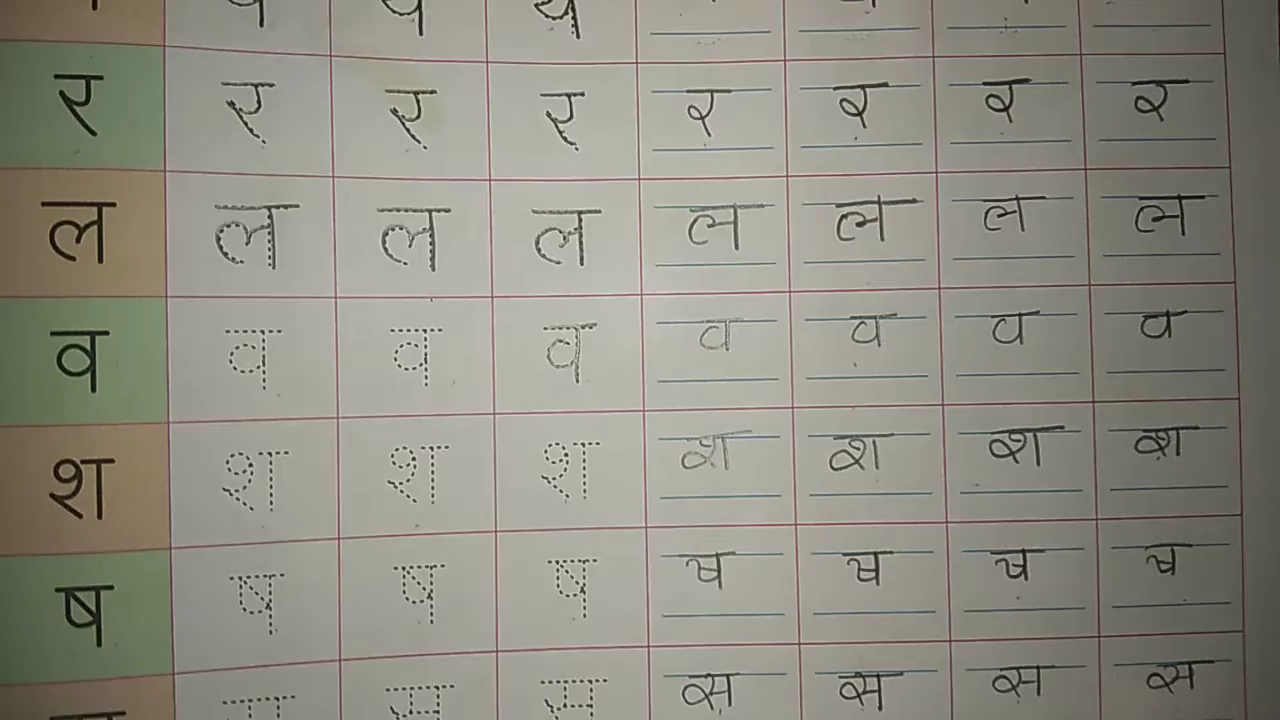 र र र र र र र र
ल ल ल ल ल ल ल ल
व व व व व व व व
श श श श श श श श
ष ष ष ष ष ष ष ष
स स स स